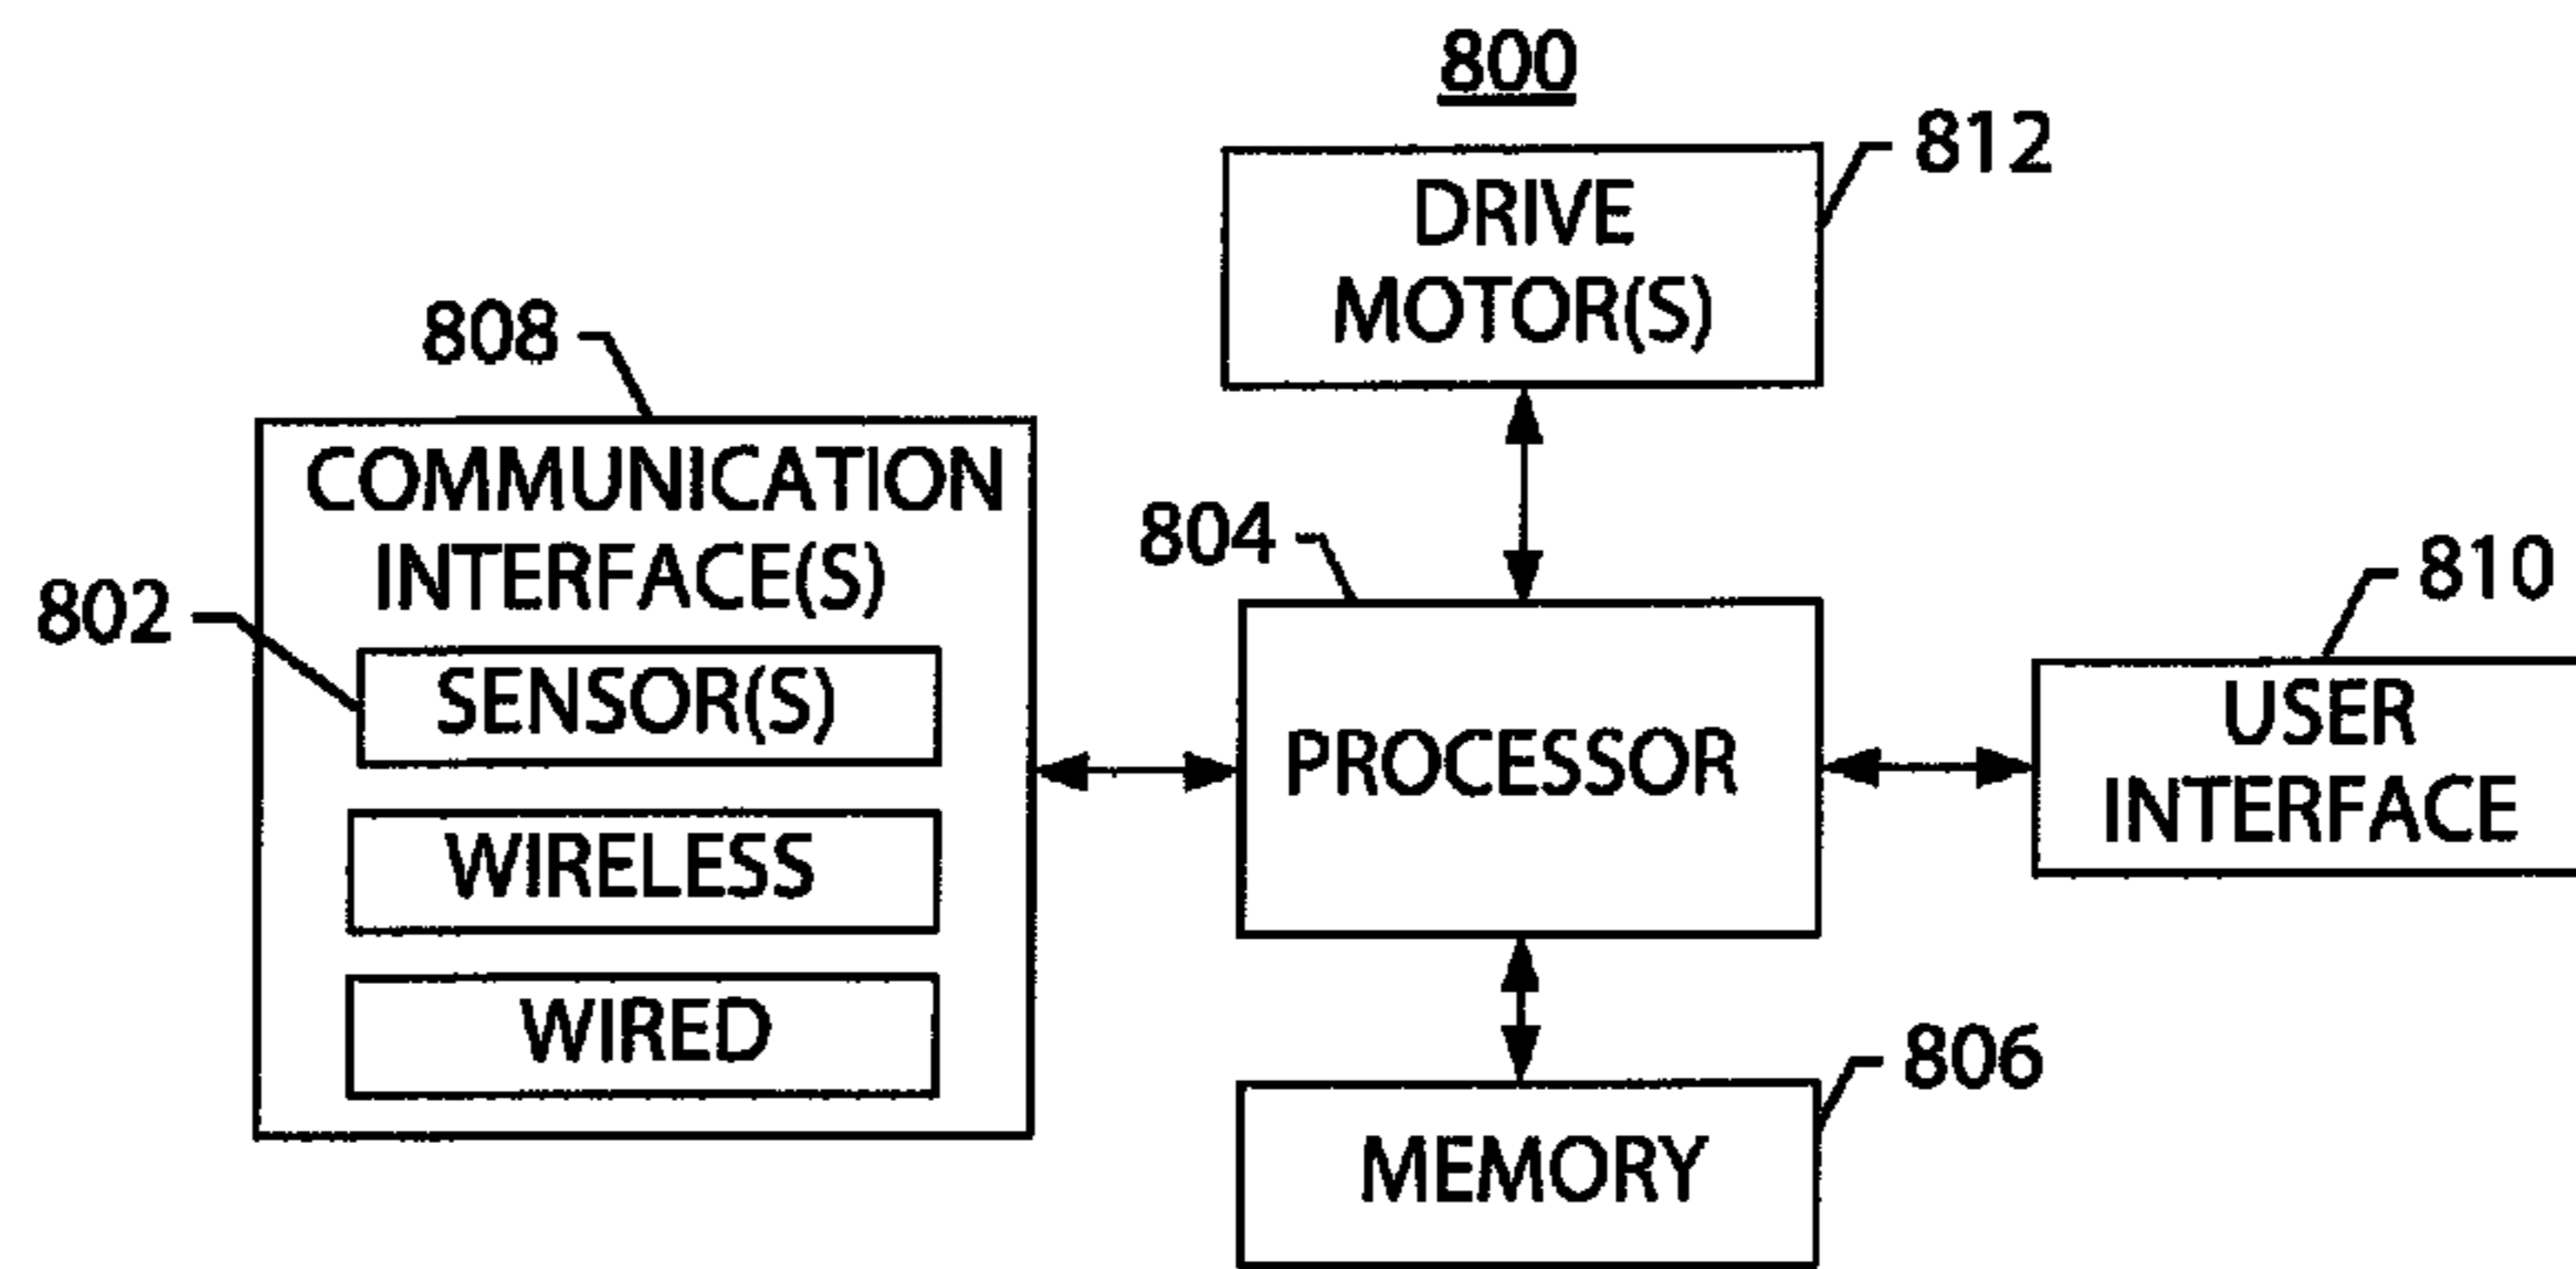 800
812
DRIVE
MOTOR(S)
808
COMMUNICATION
INTERFACE(S)
802
SENSOR(S)
WIRELESS
WIRED
804
PROCESSOR
810
USER
INTERFACE
806
MEMORY